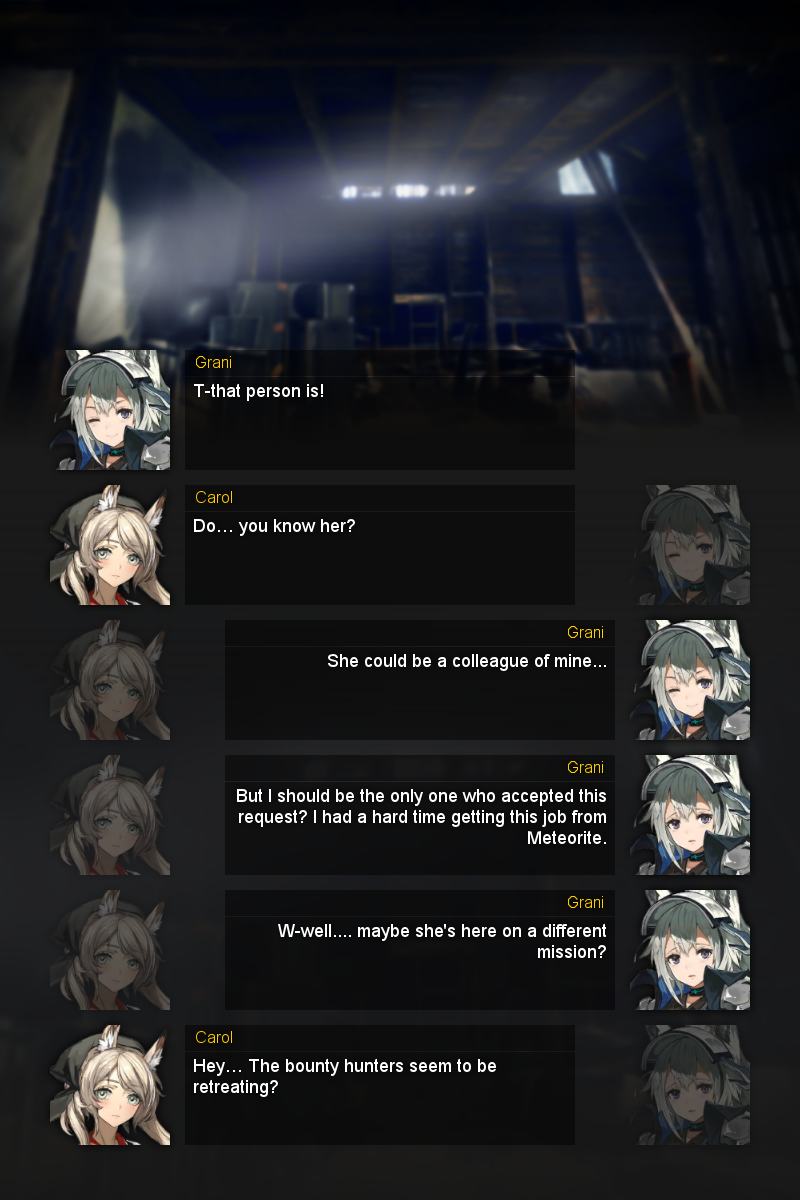 Grani
T-that person is!
Carol
Do... you know her?
Grani
She could be a colleague of mine...
Grani
But I should be the only one who accepted this
request? I had a hard time getting this job from
Meteorite.
Grani
W-well.... maybe she's here on a different
mission?
Carol
Hey... The bounty hunters seem to be
retreating?